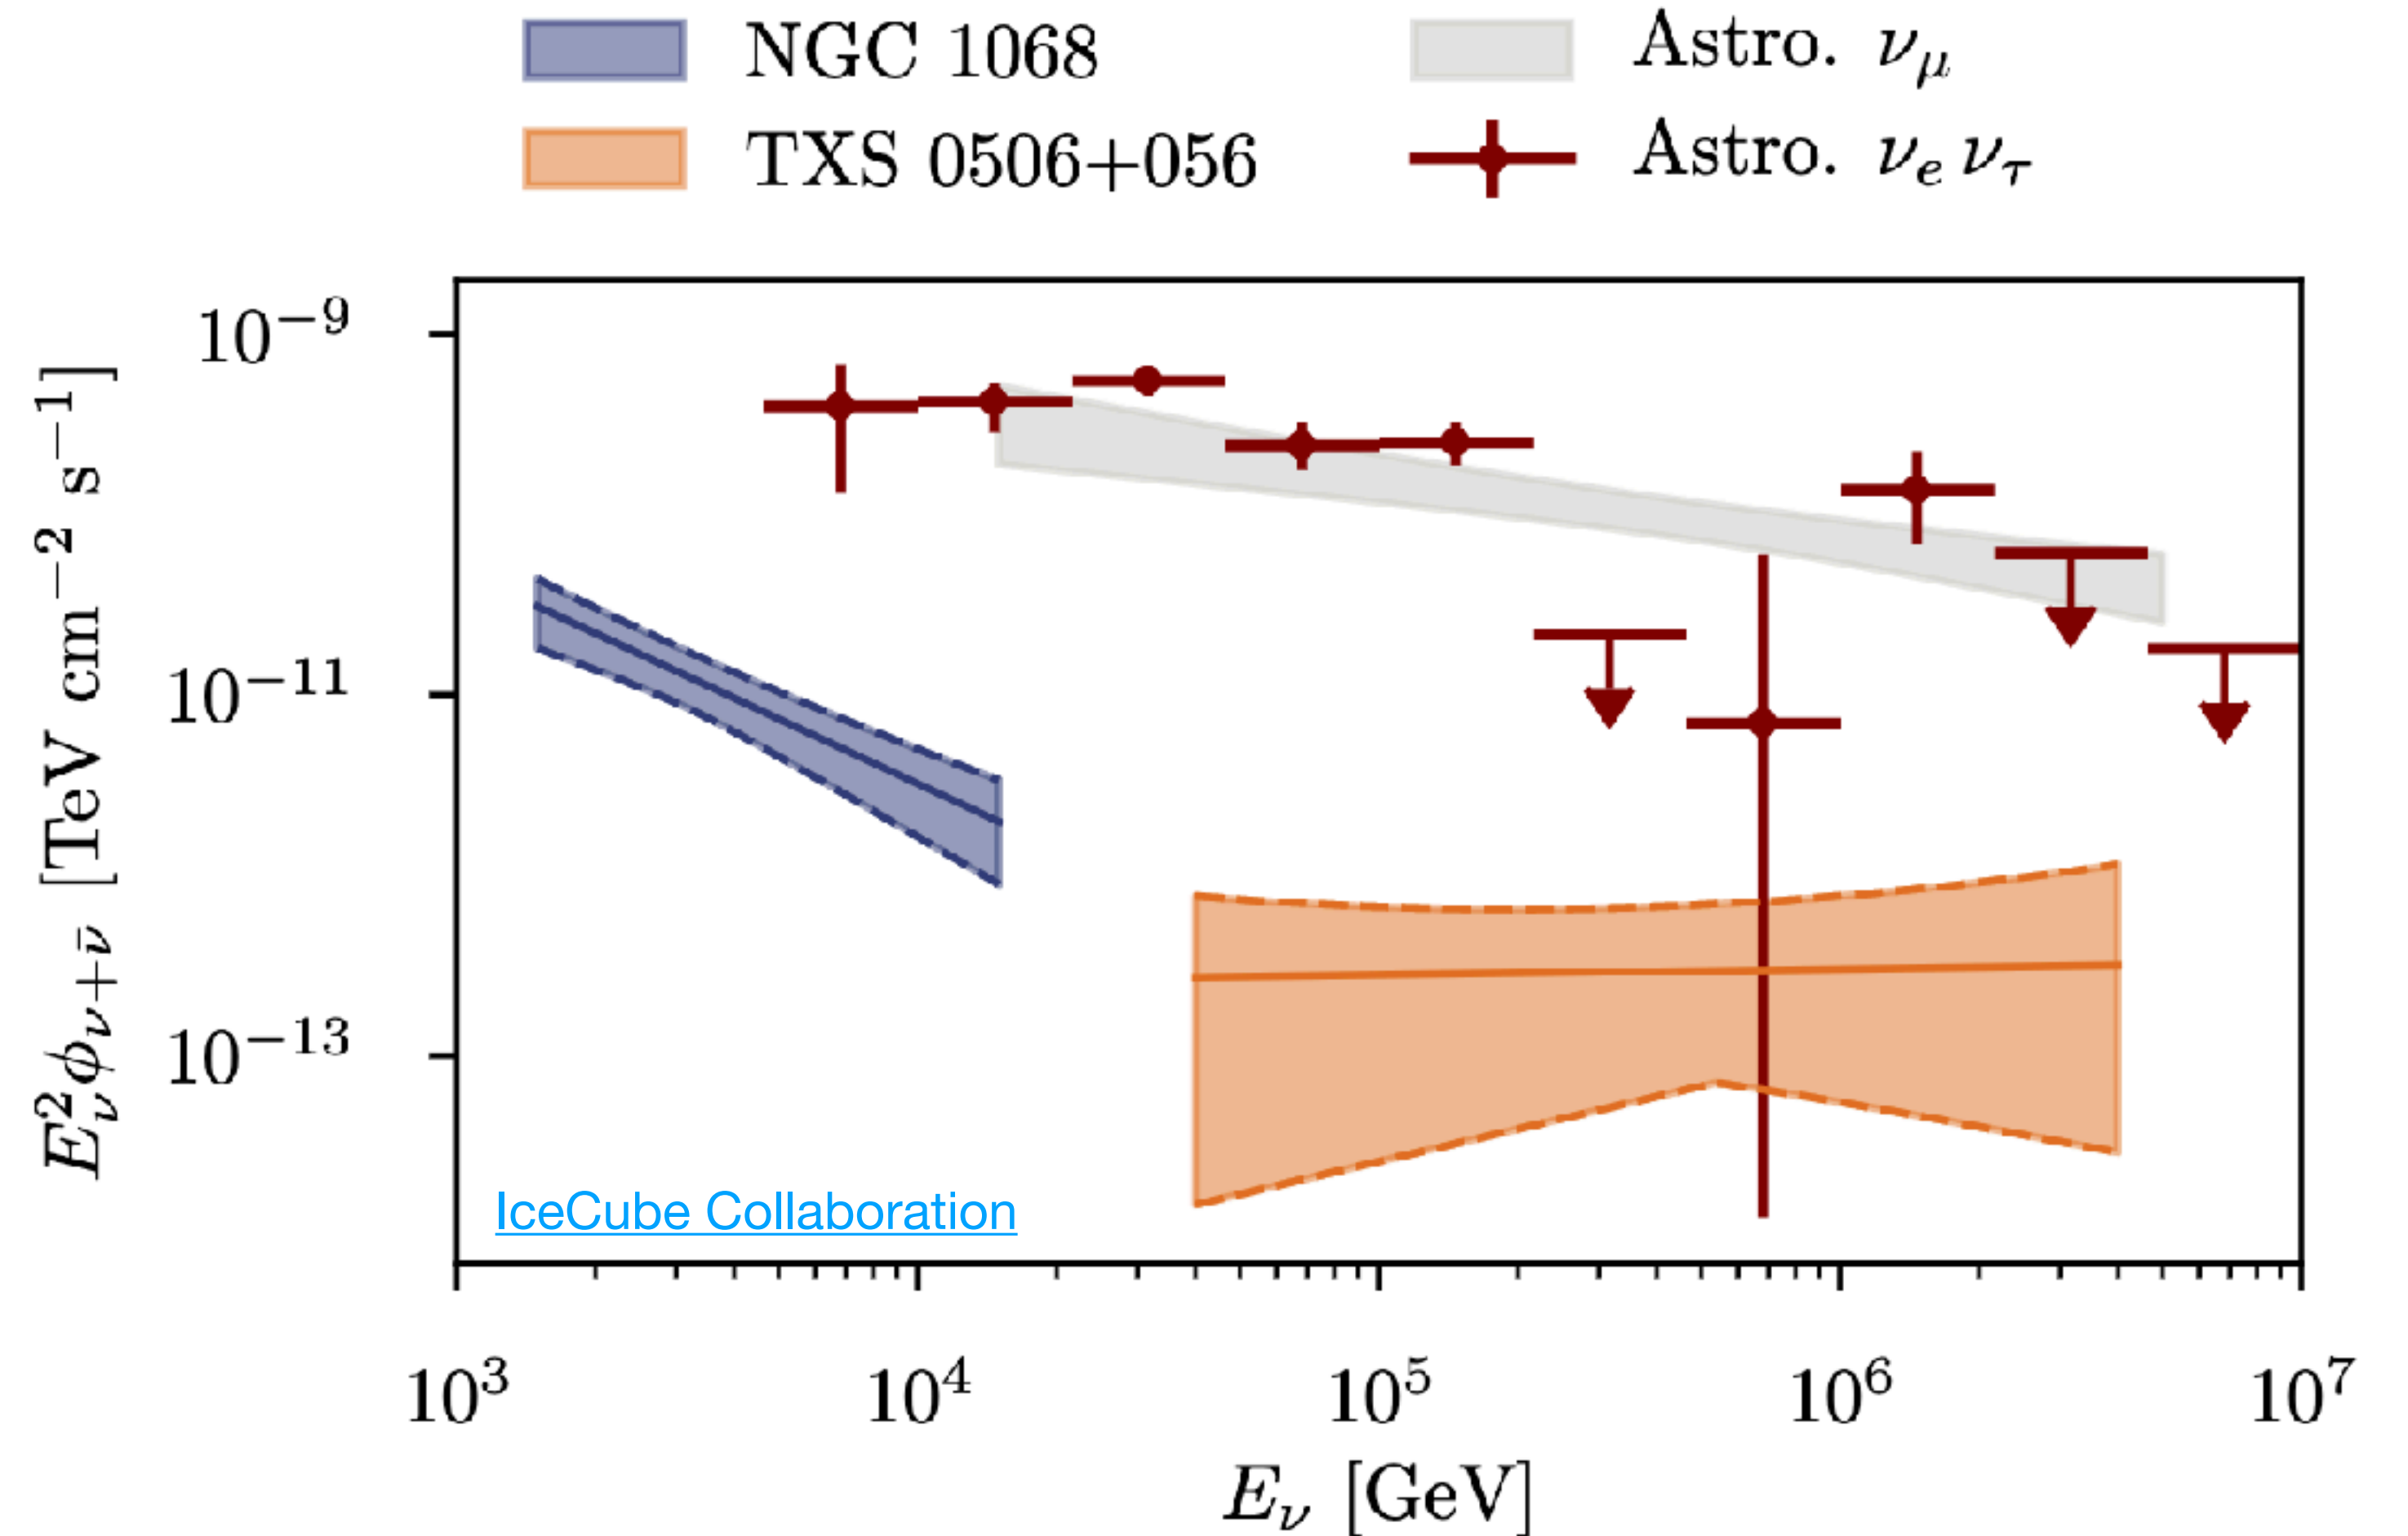 NGC 1068
TXS 0506+056
Astro. νμ
Astro. νe ντ
10⁻⁹
10⁻¹¹
10⁻¹³
E²νϕν+ν̄ [TeV cm⁻² s⁻¹]
IceCube Collaboration
10³ 10⁴ 10⁵ 10⁶ 10⁷
Eν [GeV]